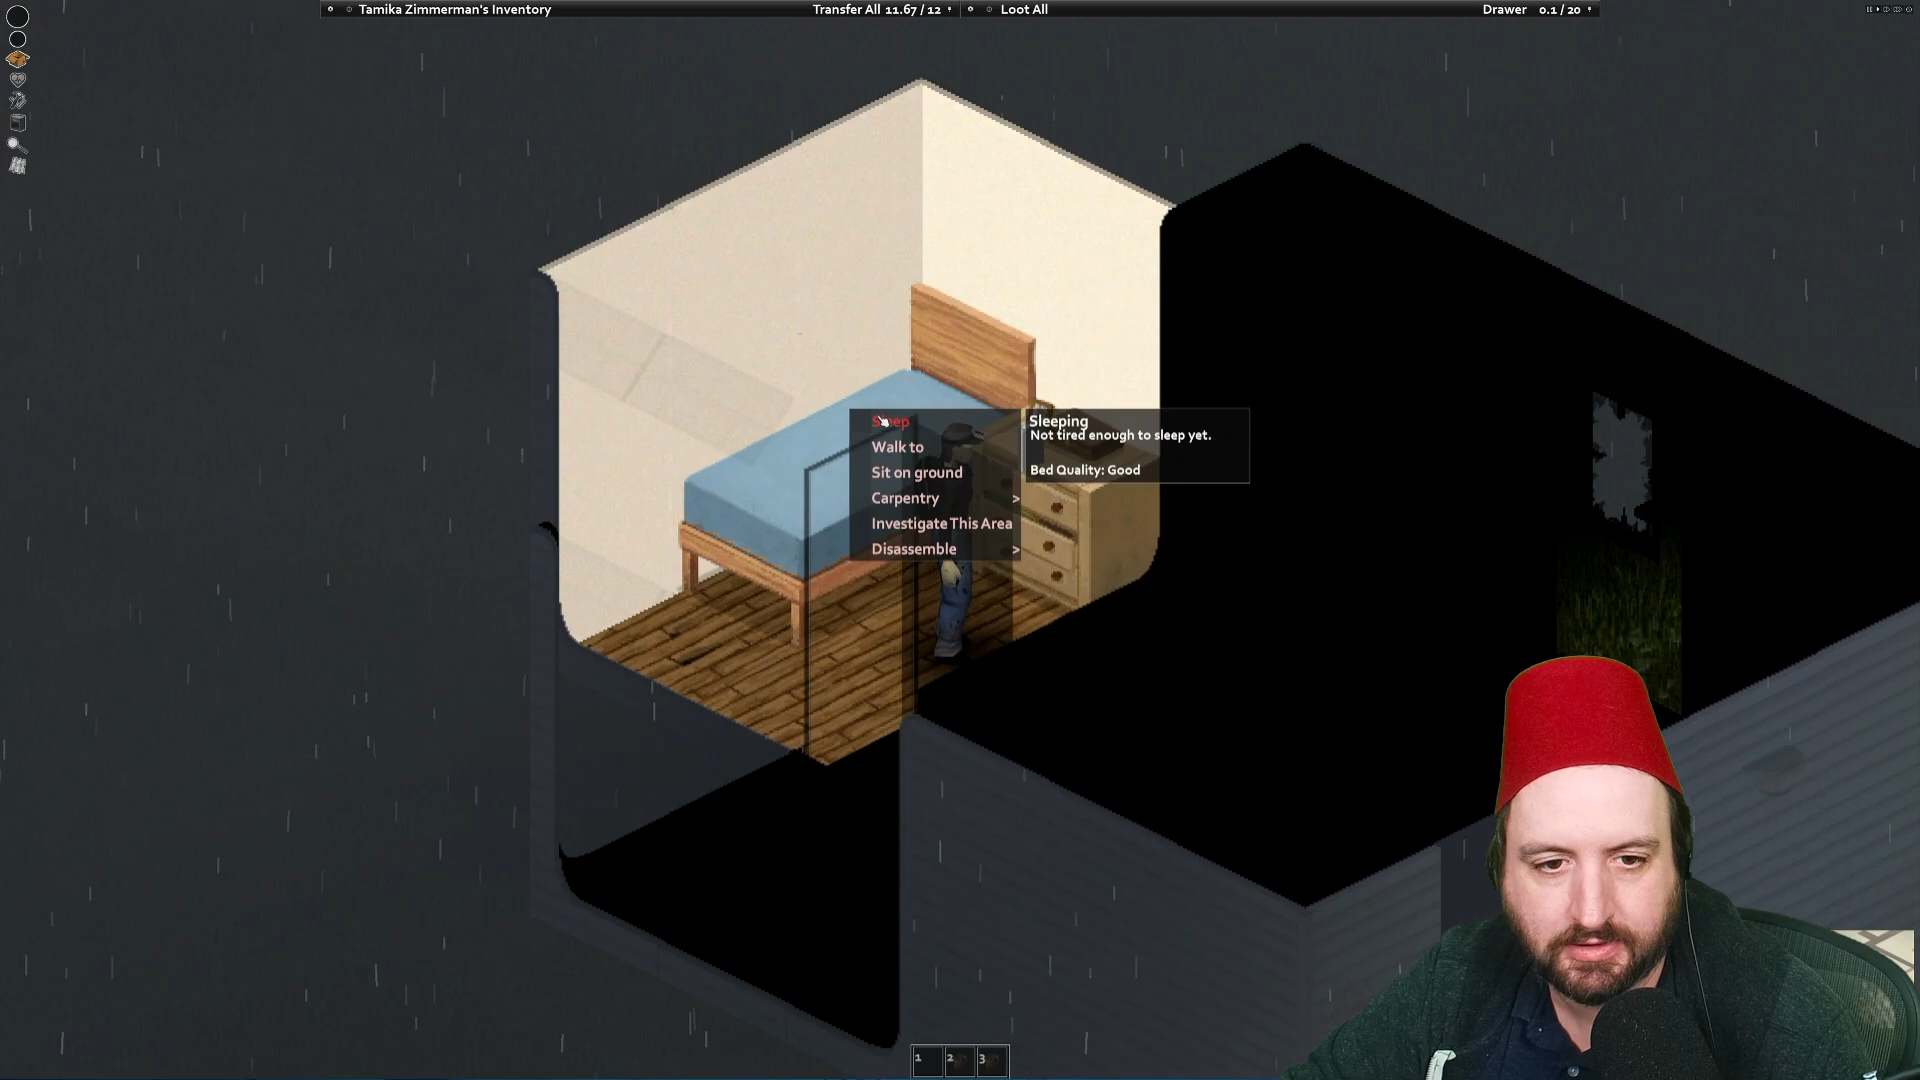 Tamika Zimmerman's Inventory
Transfer All 11.67 / 12
Loot All
Drawer 0.1 / 20
Sleep
Walk to
Sit on ground
Carpentry >
Investigate This Area
Disassemble >
Sleeping
Not tired enough to sleep yet.
Bed Quality: Good
1 2 3